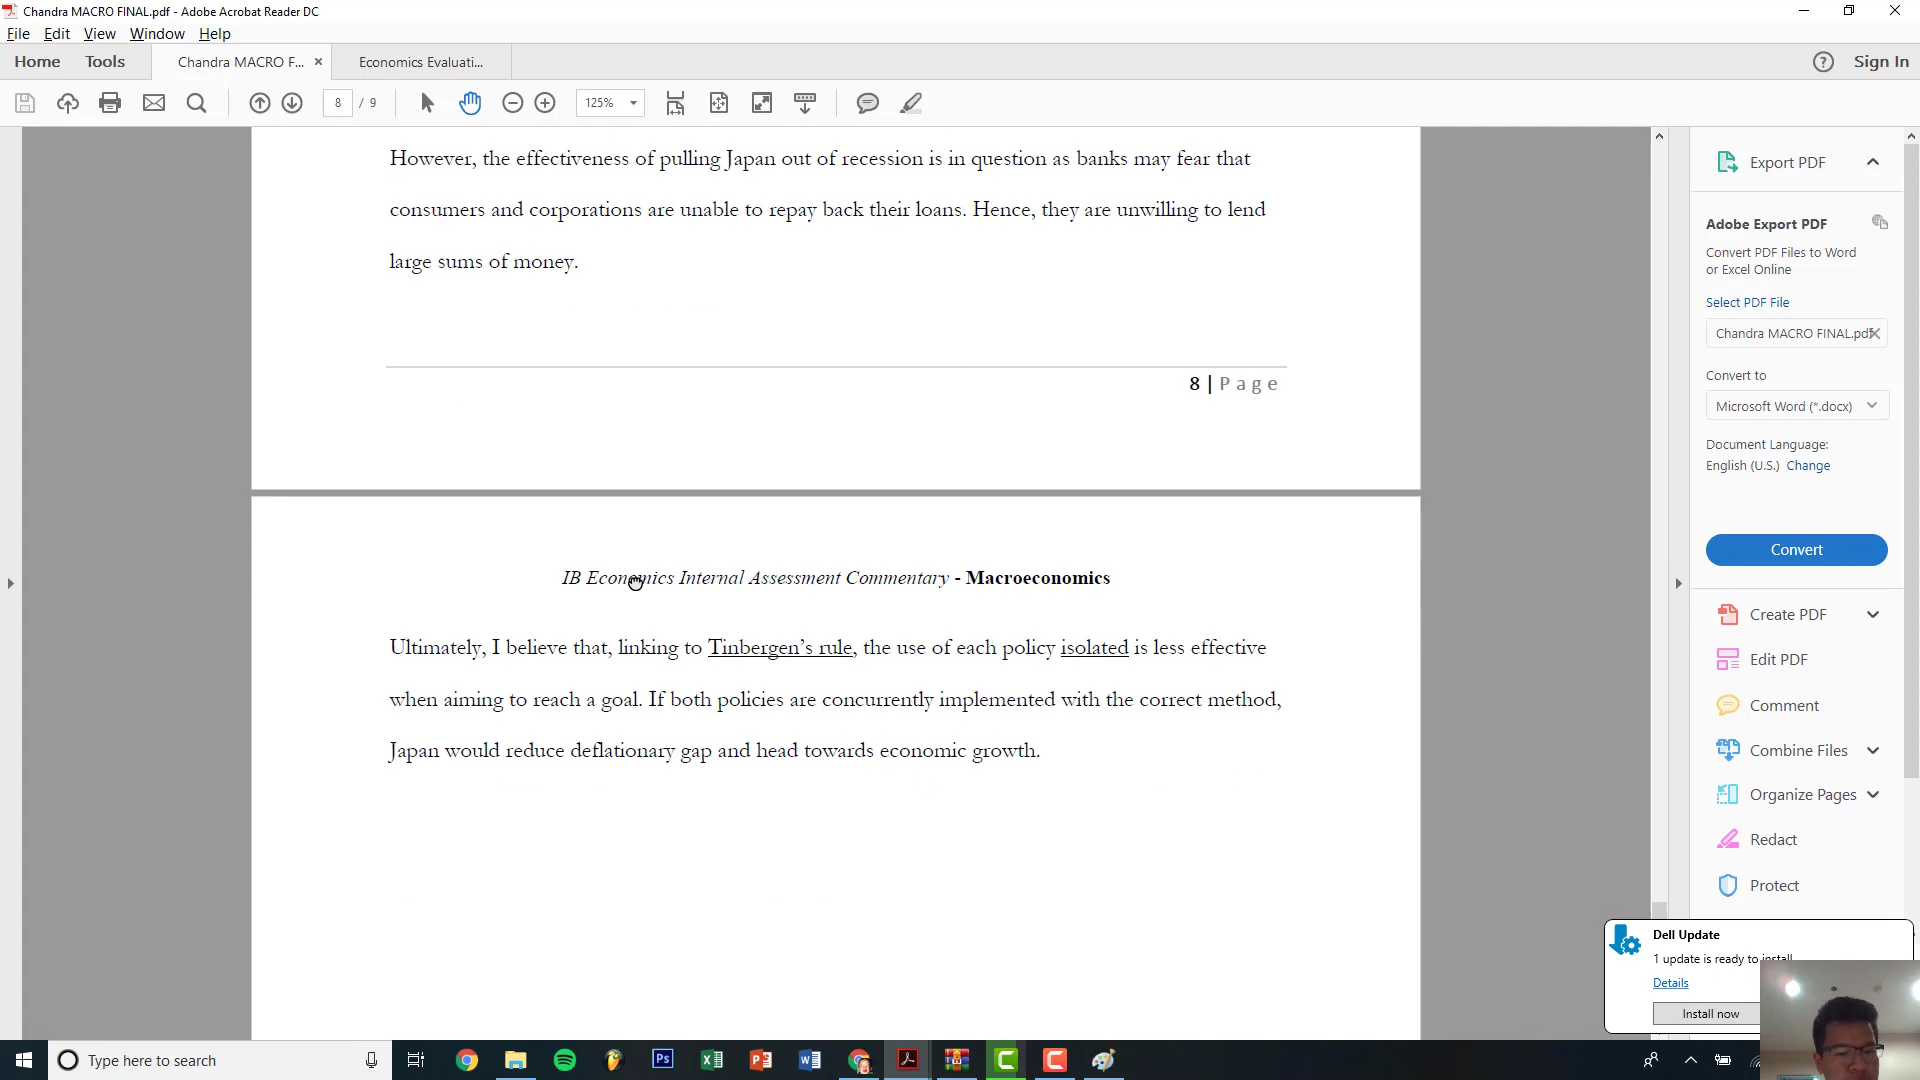 Chandra MACRO FINAL.pdf - Adobe Acrobat Reader DC
File Edit View Window Help
Home Tools Chandra MACRO F... × Economics Evaluati... Sign In
8 / 9 125%
However, the effectiveness of pulling Japan out of recession is in question as banks may fear that
consumers and corporations are unable to repay back their loans. Hence, they are unwilling to lend
large sums of money.
8 | P a g e
IB Economics Internal Assessment Commentary - Macroeconomics
Ultimately, I believe that, linking to Tinbergen's rule, the use of each policy isolated is less effective
when aiming to reach a goal. If both policies are concurrently implemented with the correct method,
Japan would reduce deflationary gap and head towards economic growth.
Export PDF
Adobe Export PDF
Convert PDF Files to Word
or Excel Online
Select PDF File
Chandra MACRO FINAL.pdf
Convert to
Microsoft Word (*.docx)
Document Language:
English (U.S.) Change
Convert
Create PDF
Edit PDF
Comment
Combine Files
Organize Pages
Redact
Protect
Dell Update
1 update is ready to install
Details
Install now
Type here to search
Ps